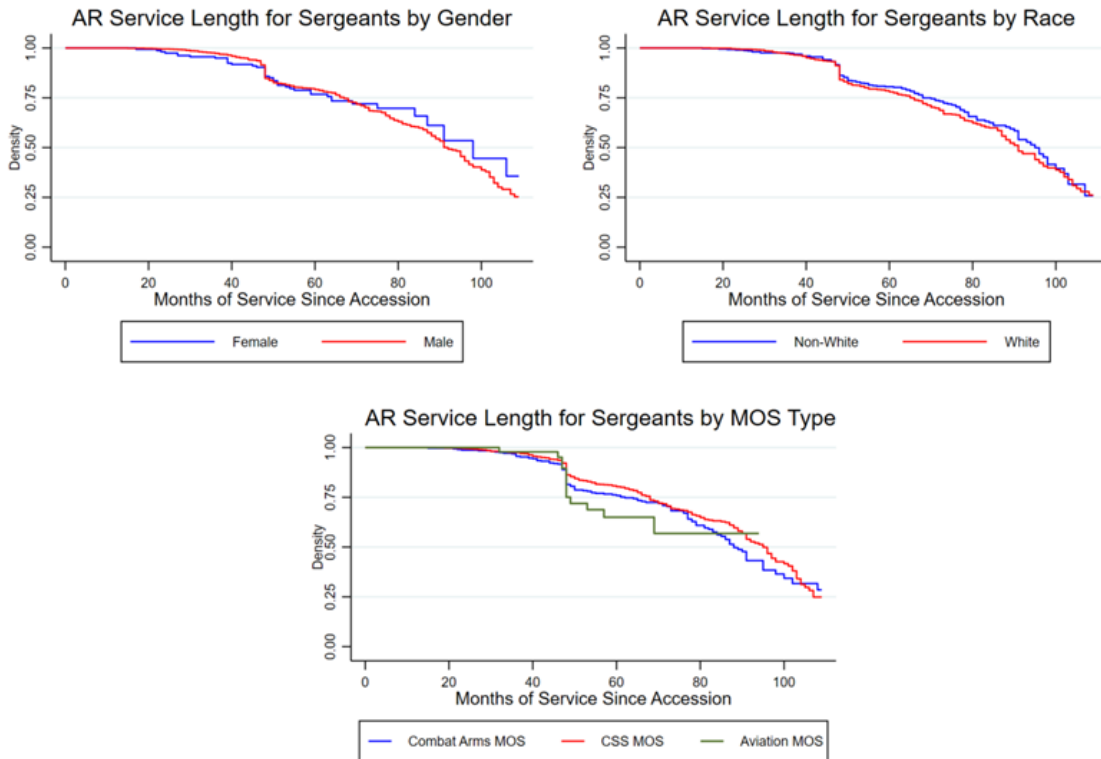 AR Service Length for Sergeants by Gender
1.00
0.75
0.50
0.25
0.00
Density
0 20 40 60 80 100
Months of Service Since Accession
Female Male
AR Service Length for Sergeants by Race
1.00
0.75
0.50
0.25
0.00
Density
0 20 40 60 80 100
Months of Service Since Accession
Non-White White
AR Service Length for Sergeants by MOS Type
1.00
0.75
0.50
0.25
0.00
Density
0 20 40 60 80 100
Months of Service Since Accession
Combat Arms MOS CSS MOS Aviation MOS